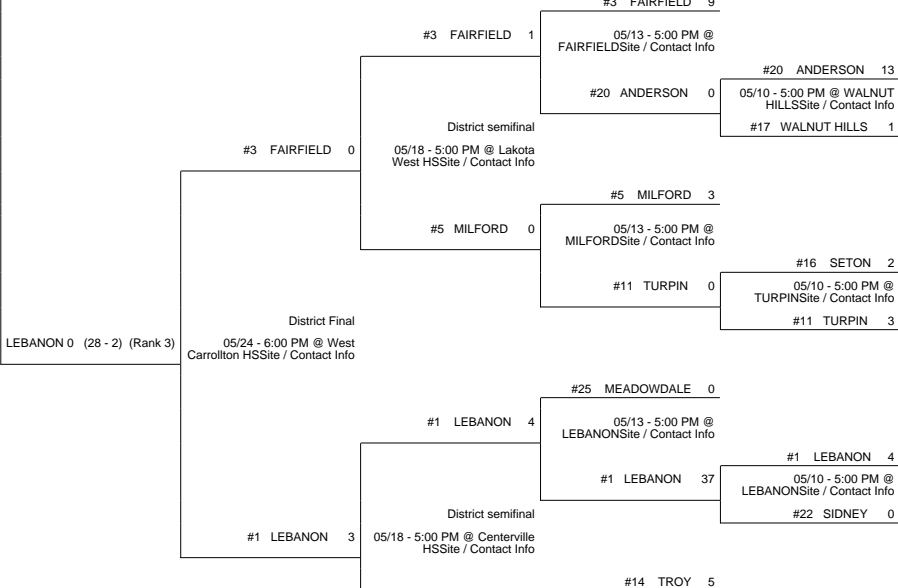 #3 FAIRFIELD 9
#3 FAIRFIELD 1
05/13 - 5:00 PM @
FAIRFIELDSite / Contact Info
#20 ANDERSON 13
#20 ANDERSON 0
05/10 - 5:00 PM @ WALNUT
HILLSSite / Contact Info
#17 WALNUT HILLS 1
District semifinal
#3 FAIRFIELD 0
05/18 - 5:00 PM @ Lakota
West HSSite / Contact Info
#5 MILFORD 3
#5 MILFORD 0
05/13 - 5:00 PM @
MILFORDSite / Contact Info
#16 SETON 2
#11 TURPIN 0
05/10 - 5:00 PM @
TURPINSite / Contact Info
#11 TURPIN 3
District Final
LEBANON 0 (28 - 2) (Rank 3)
05/24 - 6:00 PM @ West
Carrollton HSSite / Contact Info
#25 MEADOWDALE 0
#1 LEBANON 4
05/13 - 5:00 PM @
LEBANONSite / Contact Info
#1 LEBANON 4
#1 LEBANON 37
05/10 - 5:00 PM @
LEBANONSite / Contact Info
#22 SIDNEY 0
District semifinal
#1 LEBANON 3
05/18 - 5:00 PM @ Centerville
HSSite / Contact Info
#14 TROY 5